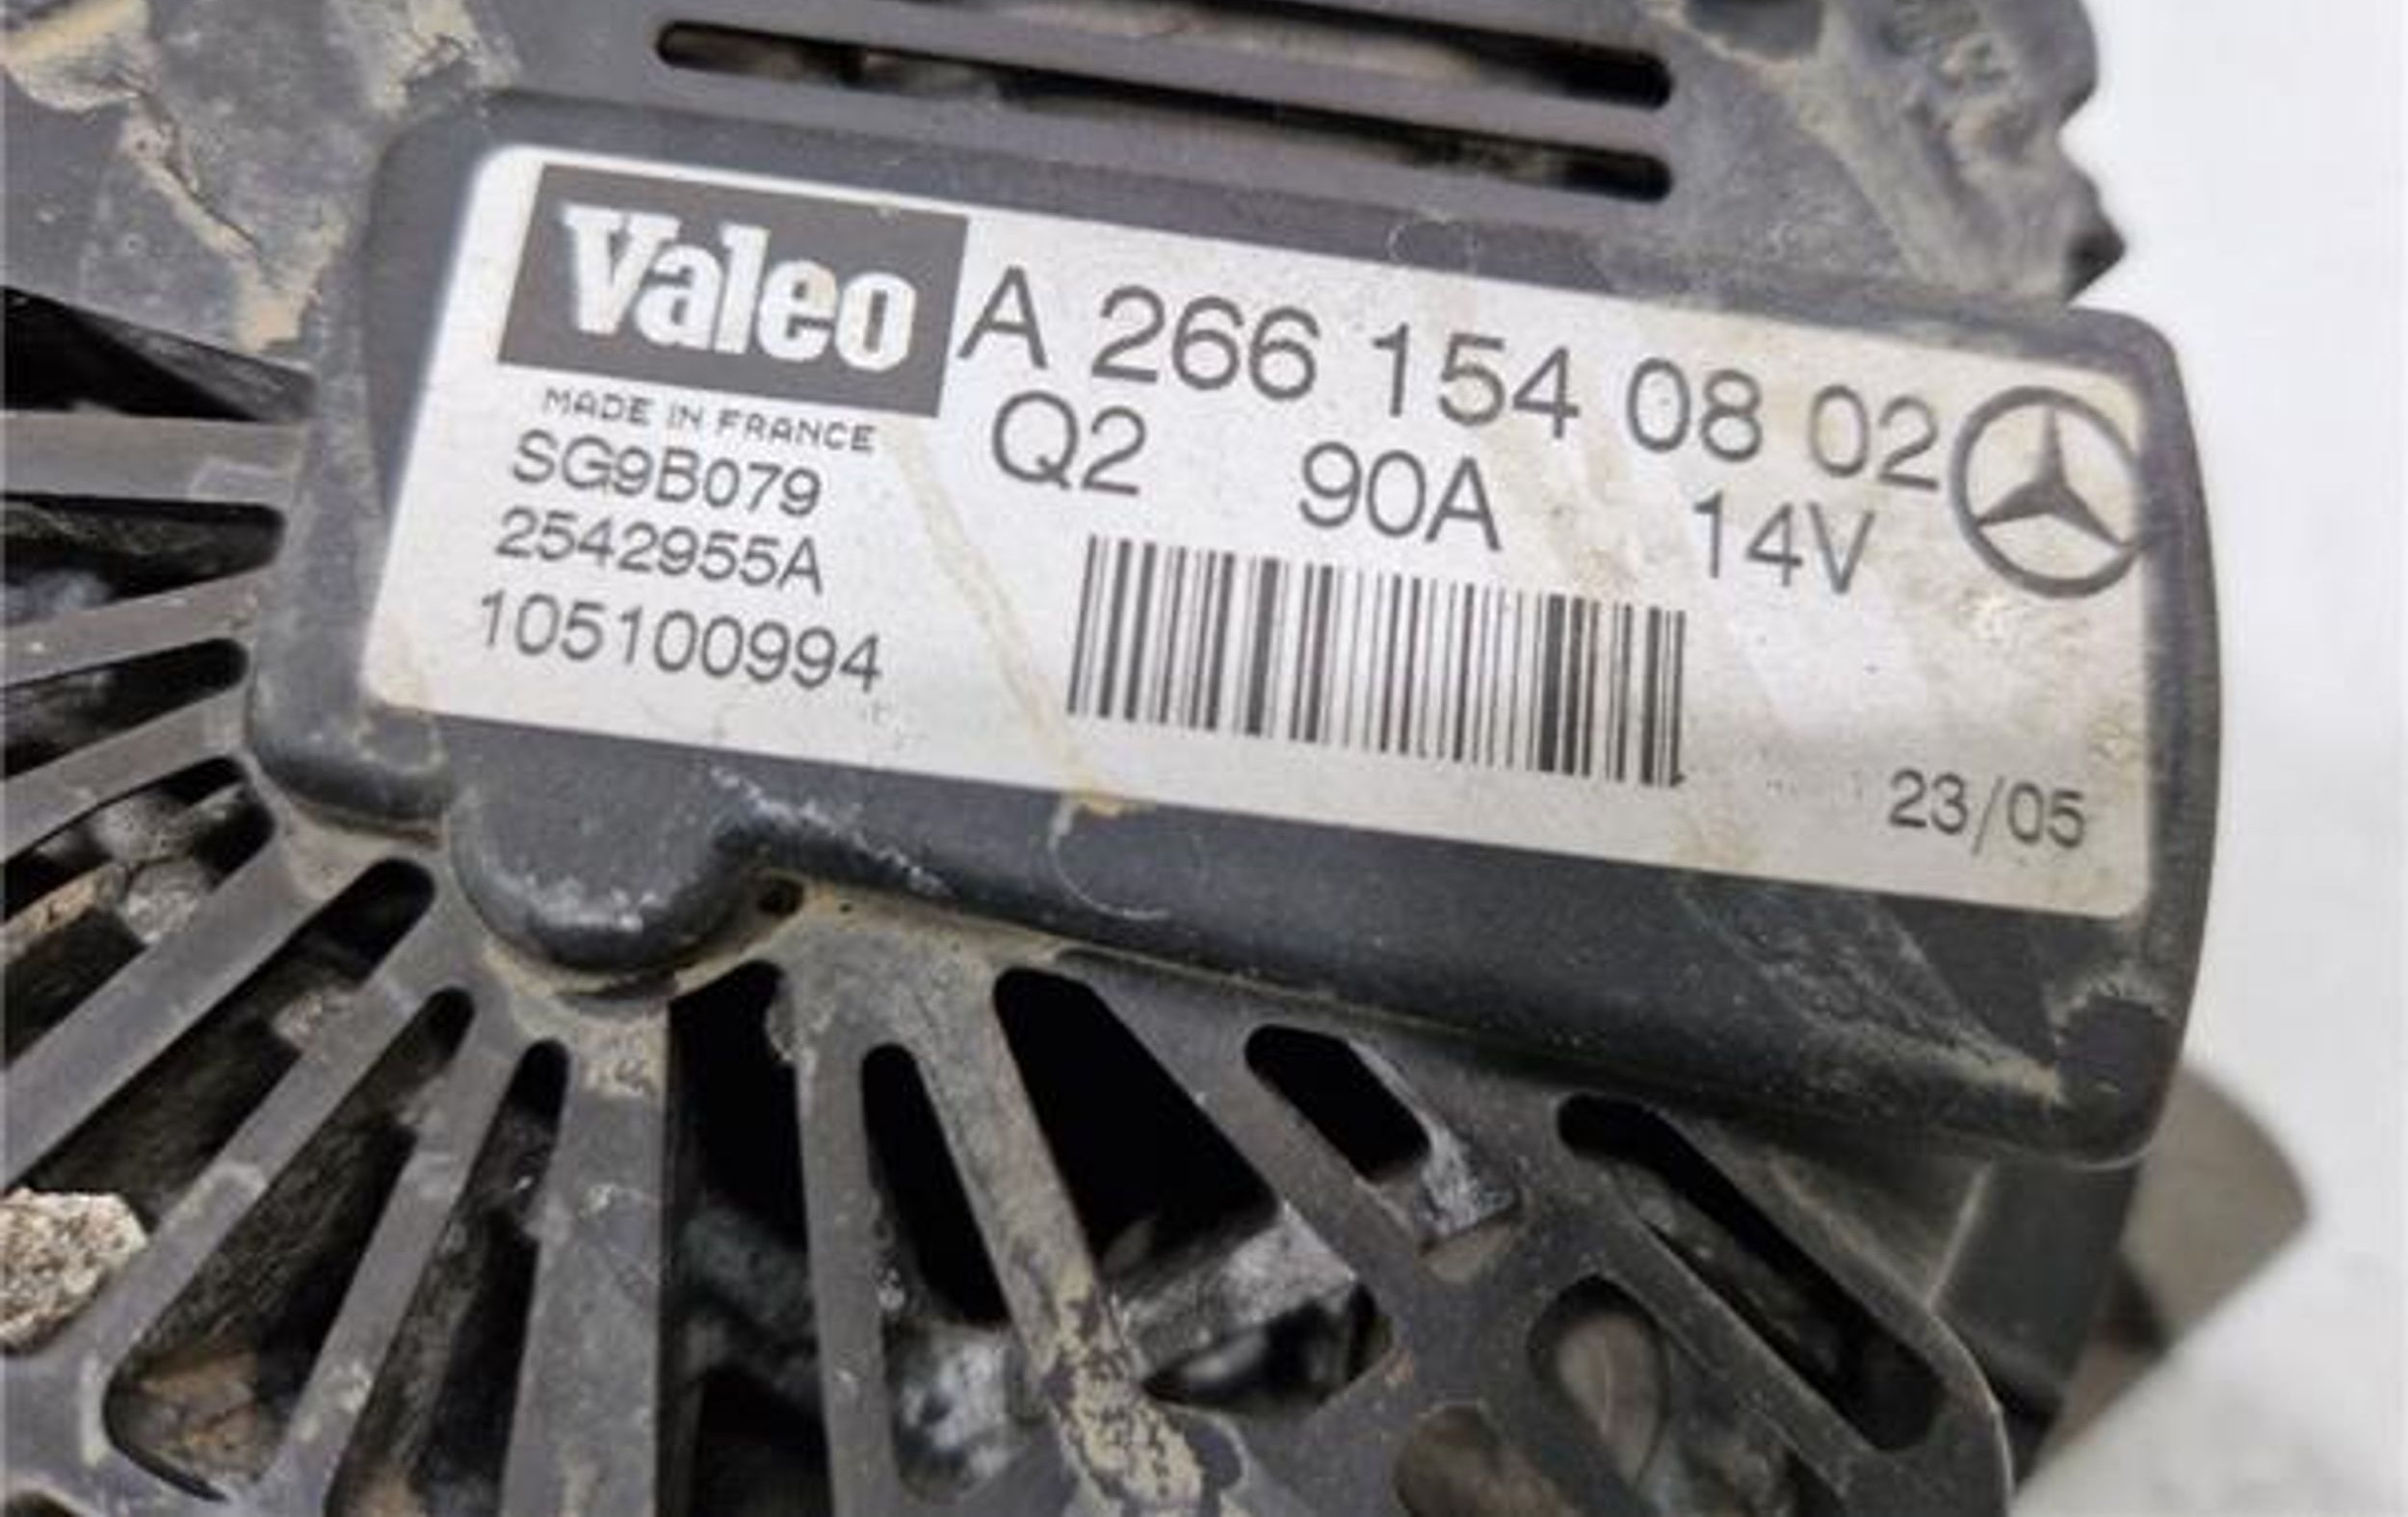 Valeo
A 266 154 08 02
MADE IN FRANCE
Q2 90A 14V
SG9B079
2542955A
105100994
23/05